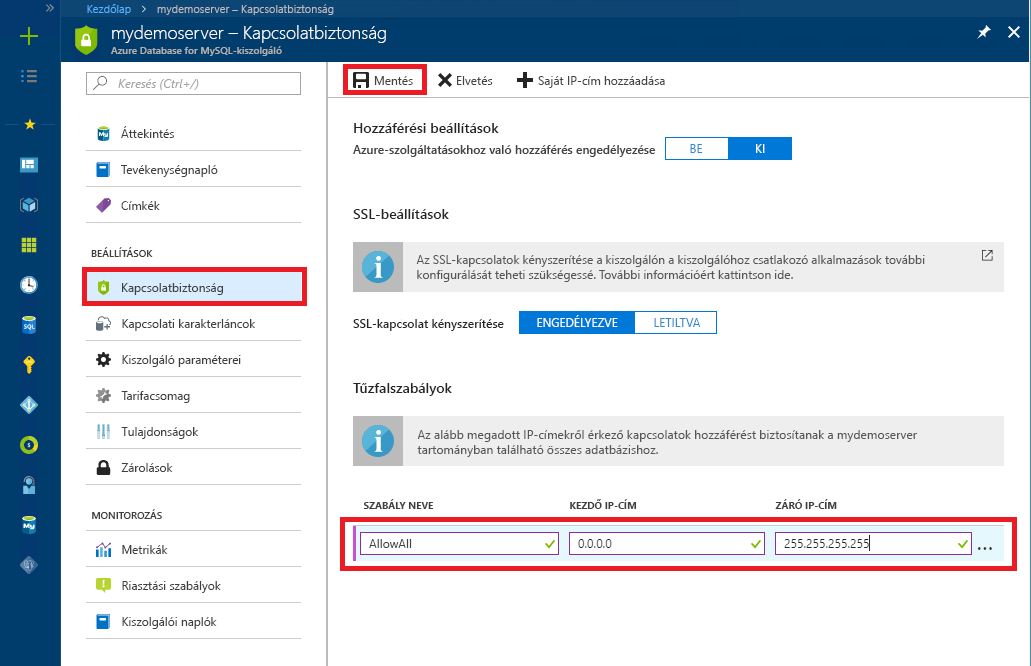 Kezdőlap > mydemoserver – Kapcsolatbiztonság
mydemoserver – Kapcsolatbiztonság
Azure Database for MySQL-kiszolgáló
Keresés (Ctrl+/)
Áttekintés
Tevékenységnapló
Címkék
BEÁLLÍTÁSOK
Kapcsolatbiztonság
Kapcsolati karakterláncok
Kiszolgáló paraméterei
Tarifacsomag
Tulajdonságok
Zárolások
MONITOROZÁS
Metrikák
Riasztási szabályok
Kiszolgálói naplók
Mentés Elvetés Saját IP-cím hozzáadása
Hozzáférési beállítások
Azure-szolgáltatásokhoz való hozzáférés engedélyezése BE KI
SSL-beállítások
Az SSL-kapcsolatok kényszerítése a kiszolgálón a kiszolgálóhoz csatlakozó alkalmazások további
konfigurálását teheti szükségessé. További információért kattintson ide.
SSL-kapcsolat kényszerítése ENGEDÉLYEZVE LETILTVA
Tűzfalszabályok
Az alább megadott IP-címekről érkező kapcsolatok hozzáférést biztosítanak a mydemoserver
tartományban található összes adatbázishoz.
SZABÁLY NEVE KEZDŐ IP-CÍM ZÁRÓ IP-CÍM
AllowAll 0.0.0.0 255.255.255.255 ...